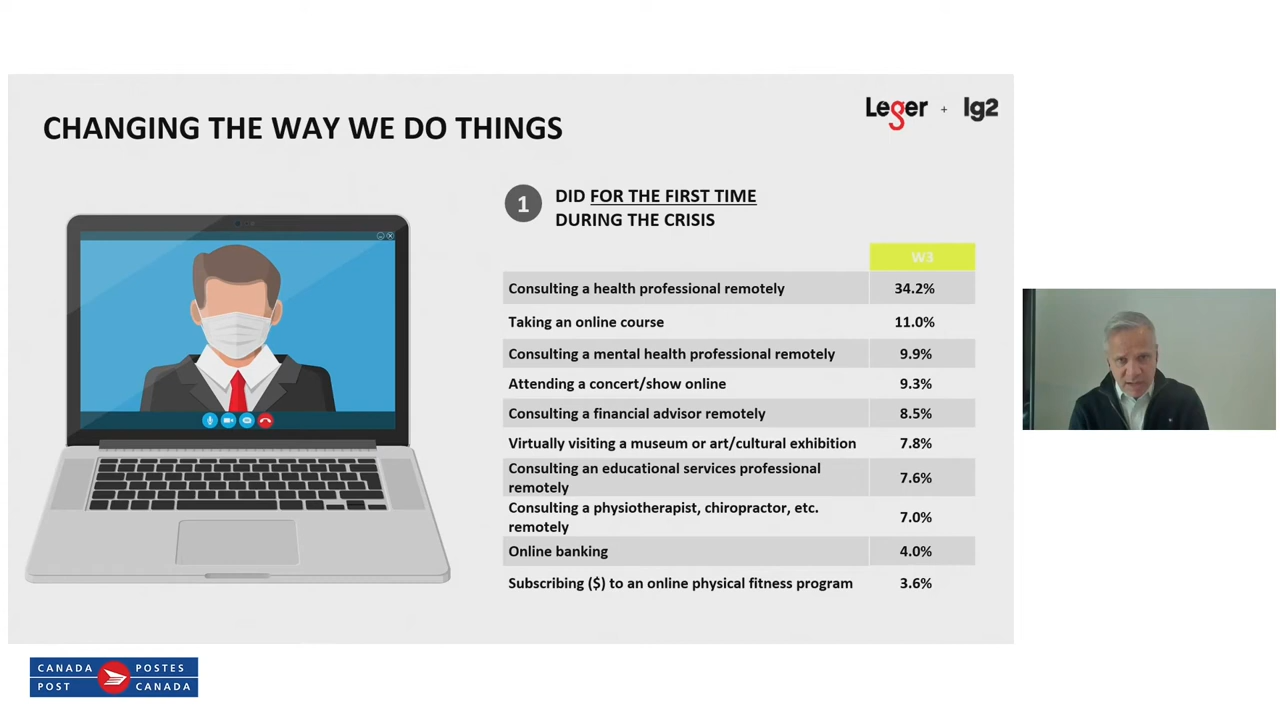 CHANGING THE WAY WE DO THINGS
Leger + lg2
1
DID FOR THE FIRST TIME
DURING THE CRISIS
W3
Consulting a health professional remotely 34.2%
Taking an online course 11.0%
Consulting a mental health professional remotely 9.9%
Attending a concert/show online 9.3%
Consulting a financial advisor remotely 8.5%
Virtually visiting a museum or art/cultural exhibition 7.8%
Consulting an educational services professional
remotely 7.6%
Consulting a physiotherapist, chiropractor, etc.
remotely 7.0%
Online banking 4.0%
Subscribing ($) to an online physical fitness program 3.6%
CANADA POSTES
POST CANADA